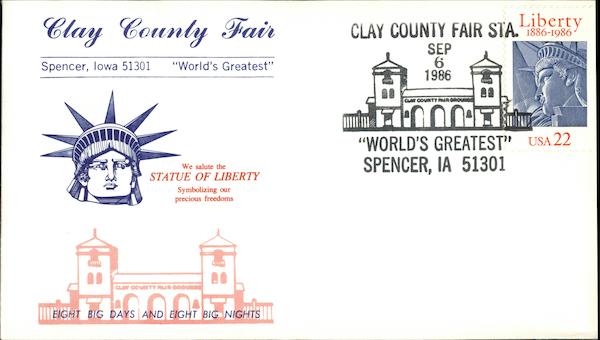 Clay County Fair
Spencer, Iowa 51301 "World's Greatest"
We salute the
STATUE OF LIBERTY
Symbolizing our
precious freedoms
CLAY COUNTY FAIR GROUNDS
EIGHT BIG DAYS AND EIGHT BIG NIGHTS
CLAY COUNTY FAIR STA.
SEP
6
1986
CLAY COUNTY FAIR GROUNDS
"WORLD'S GREATEST"
SPENCER, IA 51301
Liberty
1886-1986
USA 22